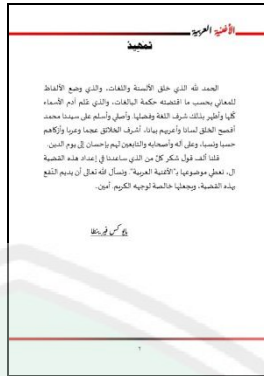 الأغنية العربية
تمهيد
الحمد لله الذي خلق الألسنة واللغات، والذي وضع الألفاظ
للمعاني بحسب ما اقتضته حكمة البالغات، والذي علم آدم الأسماء
كلها وأظهر بذلك شرف اللغة وفضلها. وأصلي وأسلم على سيدنا محمد
أفصح الخلق لسانا وأعربهم بيانا، أشرف الخلائق عجما وعربا وأزكاهم
حسبا ونسبا، وعلى آله وأصحابه والتابعين لهم بإحسان إلى يوم الدين.
قلنا ألف قول شكر كل من الذي ساعدنا في إعداد هذه القضية
ال، تعطي موضوعها بـ"الأغنية العربية". ونسأل الله تعالى أن يديم النفع
بهذه القضية، ويجعلها خالصة لوجهه الكريم. آمين.